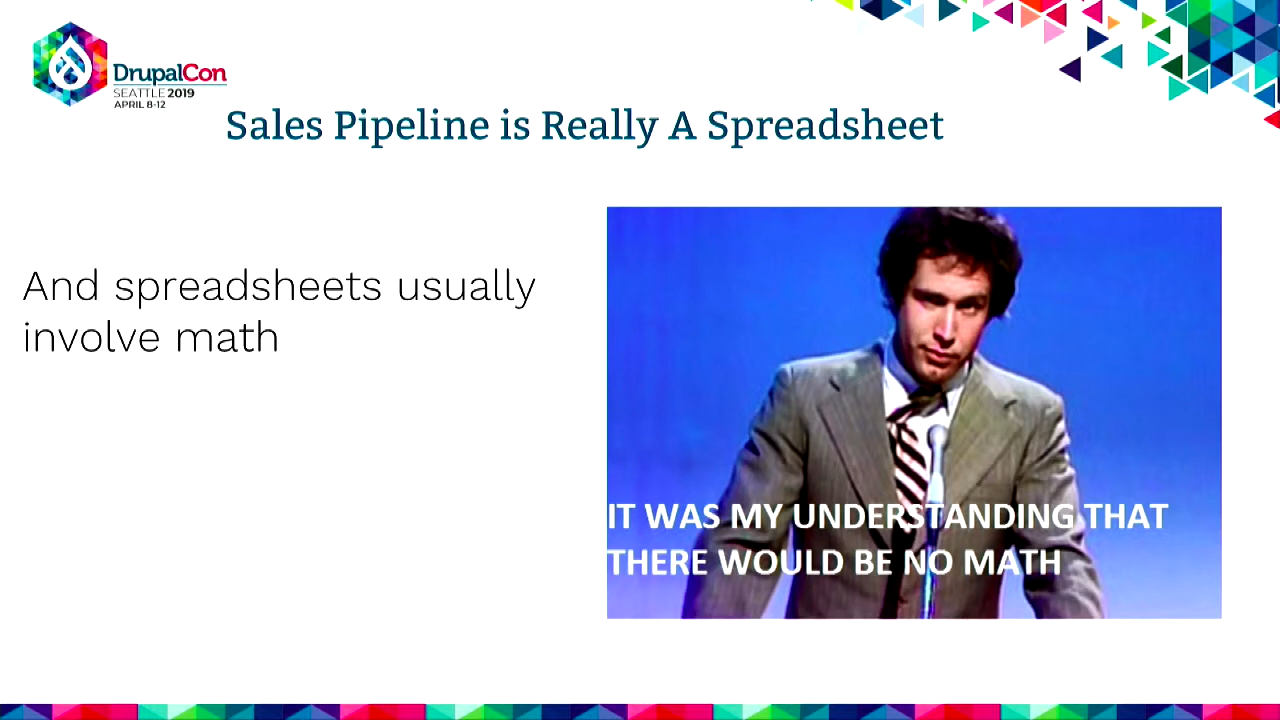 DrupalCon
SEATTLE 2019
APRIL 8-12
Sales Pipeline is Really A Spreadsheet
And spreadsheets usually
involve math
IT WAS MY UNDERSTANDING THAT
THERE WOULD BE NO MATH